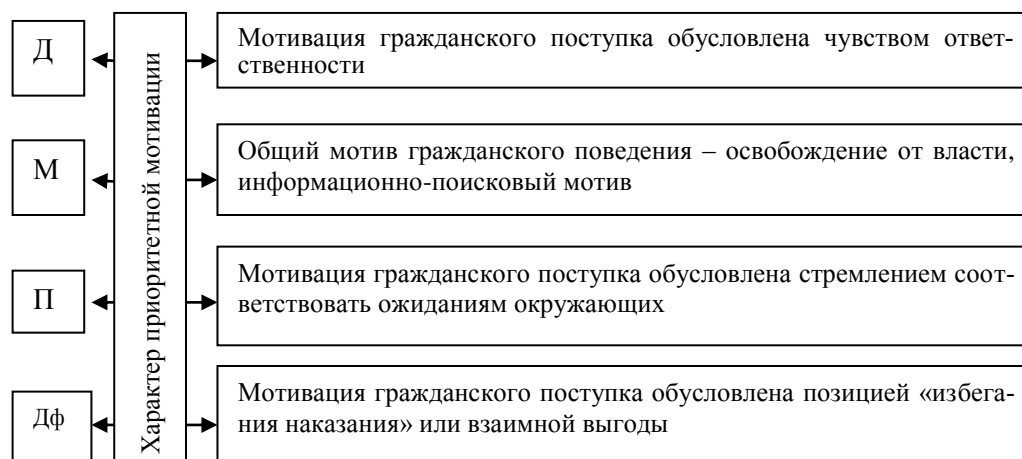 Д
Мотивация гражданского поступка обусловлена чувством ответ-
ственности
М
Общий мотив гражданского поведения – освобождение от власти,
информационно-поисковый мотив
П
Мотивация гражданского поступка обусловлена стремлением соот-
ветствовать ожиданиям окружающих
Дф
Мотивация гражданского поступка обусловлена позицией «избега-
ния наказания» или взаимной выгоды
Характер приоритетной мотивации